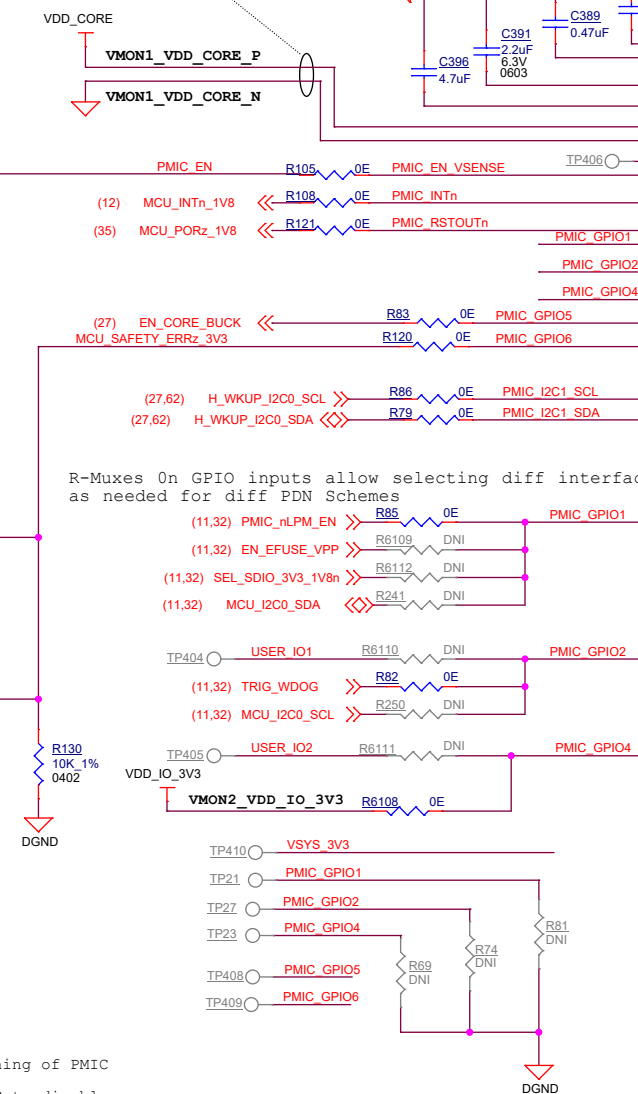 VDD_CORE
C389
0.47uF
C391
2.2uF
6.3V
0603
C396
4.7uF
VMON1_VDD_CORE_P
VMON1_VDD_CORE_N
PMIC_EN R105 0E PMIC_EN_VSENSE TP406
(12) MCU_INTn_1V8 R108 0E PMIC_INTn
(35) MCU_PORz_1V8 R121 0E PMIC_RSTOUTn
PMIC_GPIO1
PMIC_GPIO2
PMIC_GPIO4
(27) EN_CORE_BUCK R83 0E PMIC_GPIO5
MCU_SAFETY_ERRz_3V3 R120 0E PMIC_GPIO6
(27,62) H_WKUP_I2C0_SCL R86 0E PMIC_I2C1_SCL
(27,62) H_WKUP_I2C0_SDA R79 0E PMIC_I2C1_SDA
R-Muxes 0n GPIO inputs allow selecting diff interfac
as needed for diff PDN Schemes
(11,32) PMIC_nLPM_EN R85 0E PMIC_GPIO1
(11,32) EN_EFUSE_VPP R6109 DNI
(11,32) SEL_SDIO_3V3_1V8n R6112 DNI
(11,32) MCU_I2C0_SDA R241 DNI
TP404 USER_IO1 R6110 DNI PMIC_GPIO2
(11,32) TRIG_WDOG R82 0E
(11,32) MCU_I2C0_SCL R250 DNI
TP405 USER_IO2 R6111 DNI PMIC_GPIO4
VDD_IO_3V3
VMON2_VDD_IO_3V3 R6108 0E
R130
10K_1%
0402
DGND
TP410 VSYS_3V3
TP21 PMIC_GPIO1
TP27 PMIC_GPIO2
TP23 PMIC_GPIO4
TP408 PMIC_GPIO5
TP409 PMIC_GPIO6
R81
DNI
R74
DNI
R69
DNI
DGND
ning of PMIC